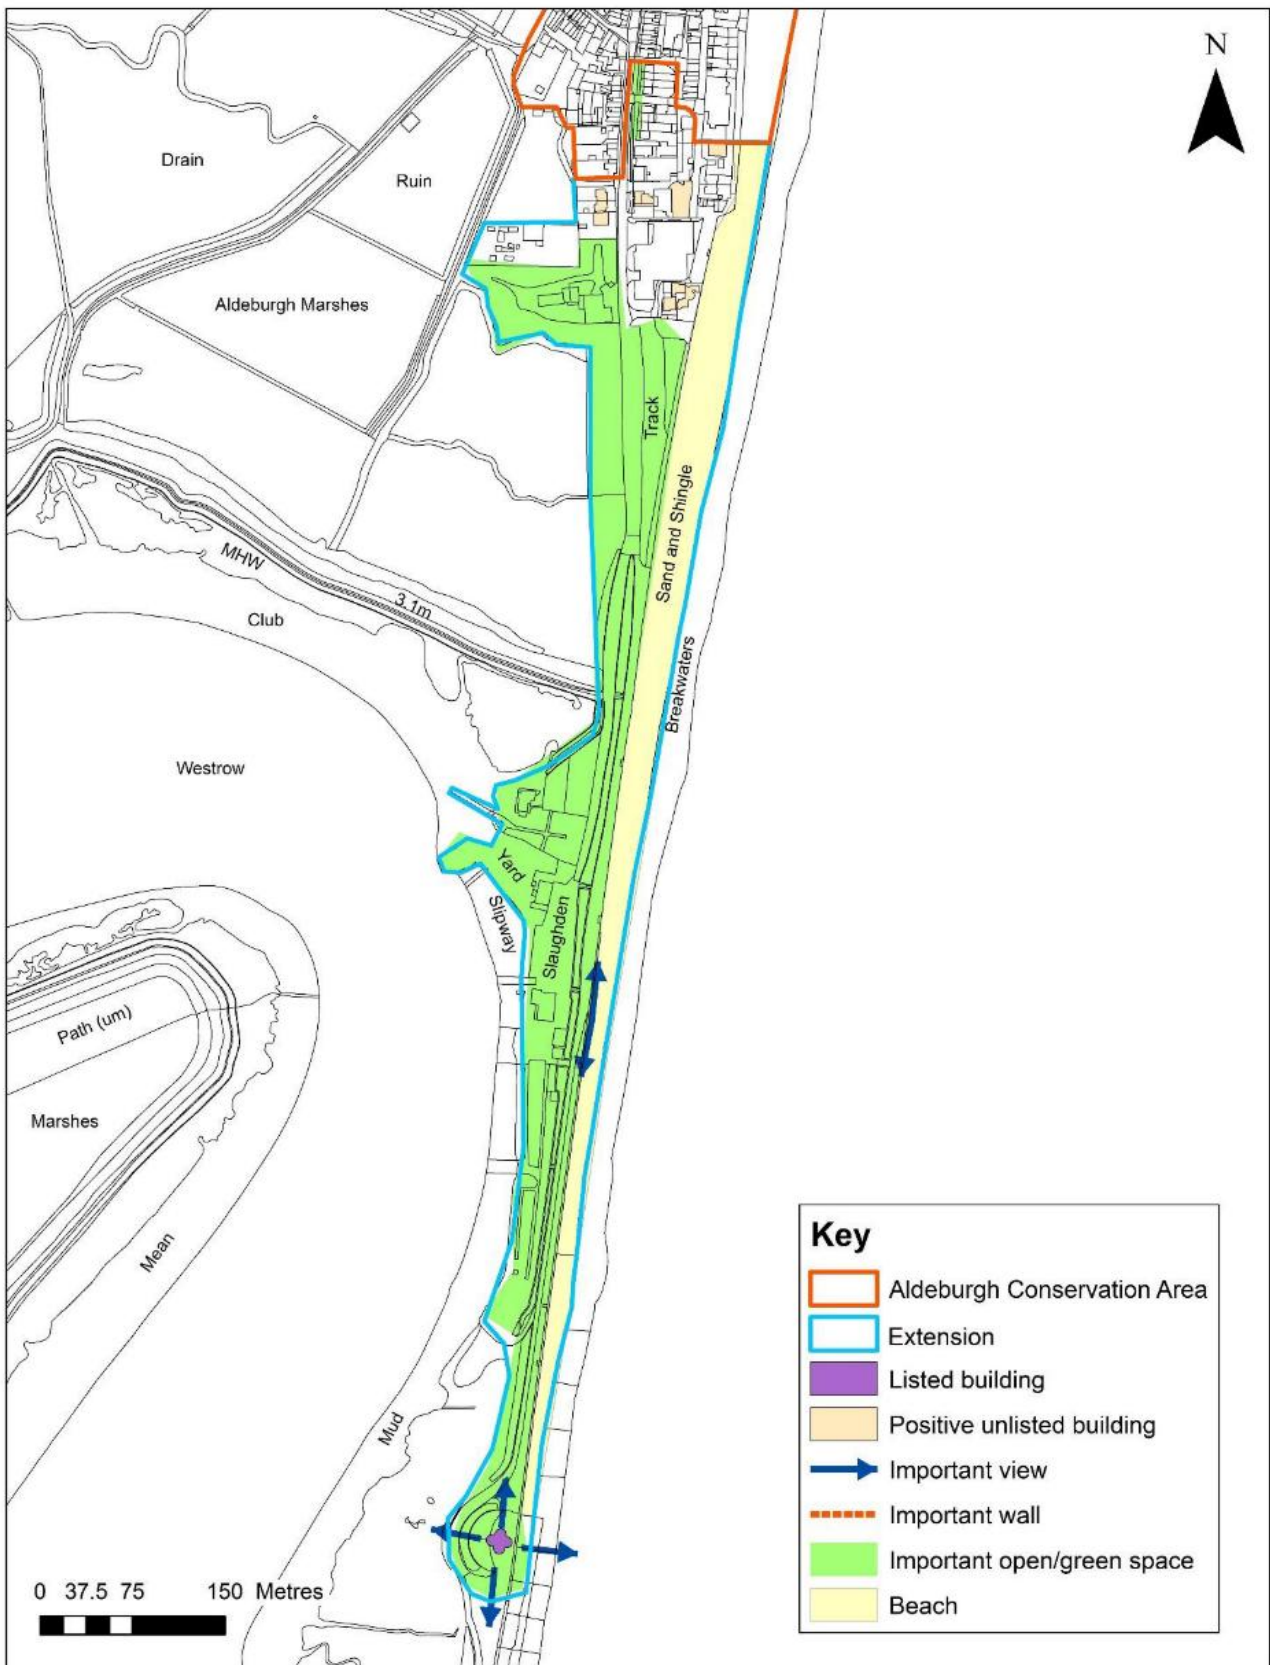 N
Drain
Ruin
Aldeburgh Marshes
Track
Sand and Shingle
MHW
3.1m
Club
Breakwaters
Westrow
Yard
Slipway
Slaughden
Path (um)
Marshes
Mean
Mud
0 37.5 75 150 Metres
Key
Aldeburgh Conservation Area
Extension
Listed building
Positive unlisted building
Important view
Important wall
Important open/green space
Beach